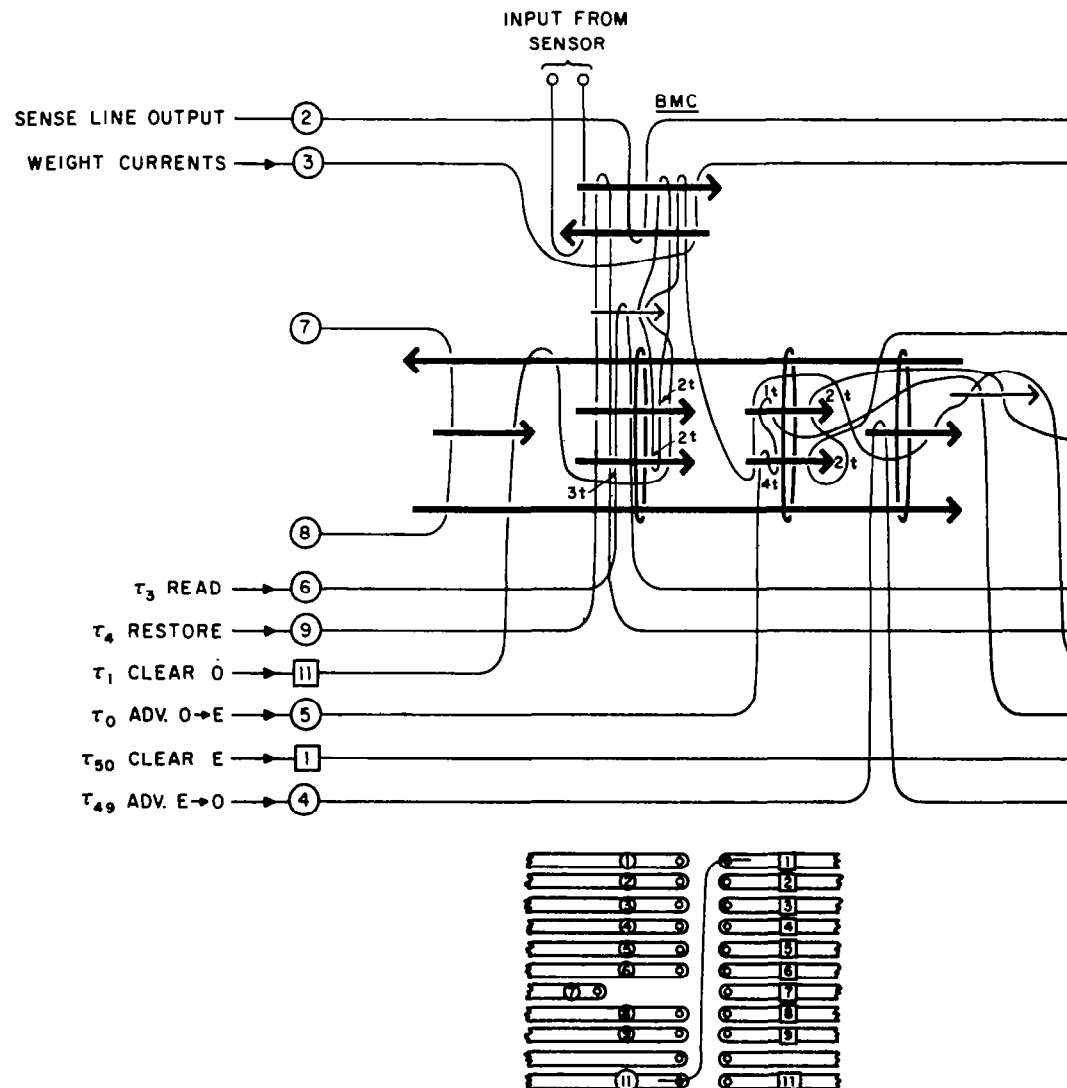 INPUT FROM
SENSOR
BMC
SENSE LINE OUTPUT 2
WEIGHT CURRENTS 3
7
2t
1t
2t
2t
2t
4t
3t
8
τ3 READ 6
τ4 RESTORE 9
τ1 CLEAR O 11
τ0 ADV. O→E 5
τ50 CLEAR E 1
τ49 ADV. E→O 4
1 1
2 2
3 3
4 4
5 5
6 6
7 7
8 8
9 9
11 11